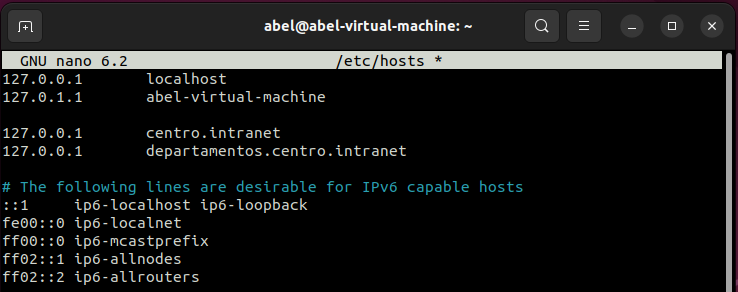 abel@abel-virtual-machine: ~
GNU nano 6.2 /etc/hosts *
127.0.0.1 localhost
127.0.1.1 abel-virtual-machine
127.0.0.1 centro.intranet
127.0.0.1 departamentos.centro.intranet
# The following lines are desirable for IPv6 capable hosts
::1 ip6-localhost ip6-loopback
fe00::0 ip6-localnet
ff00::0 ip6-mcastprefix
ff02::1 ip6-allnodes
ff02::2 ip6-allrouters